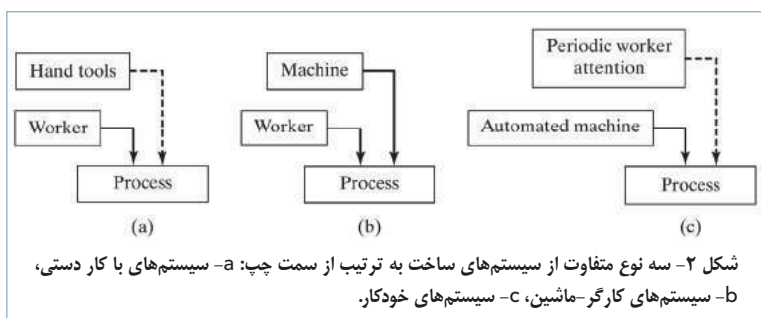 Hand tools
Worker
Process
(a)
Machine
Worker
Process
(b)
Periodic worker
attention
Automated machine
Process
(c)
شکل ۲- سه نوع متفاوت از سیستم‌های ساخت به ترتیب از سمت چپ: a- سیستم‌های با کار دستی،
b- سیستم‌های کارگر-ماشین، c- سیستم‌های خودکار.